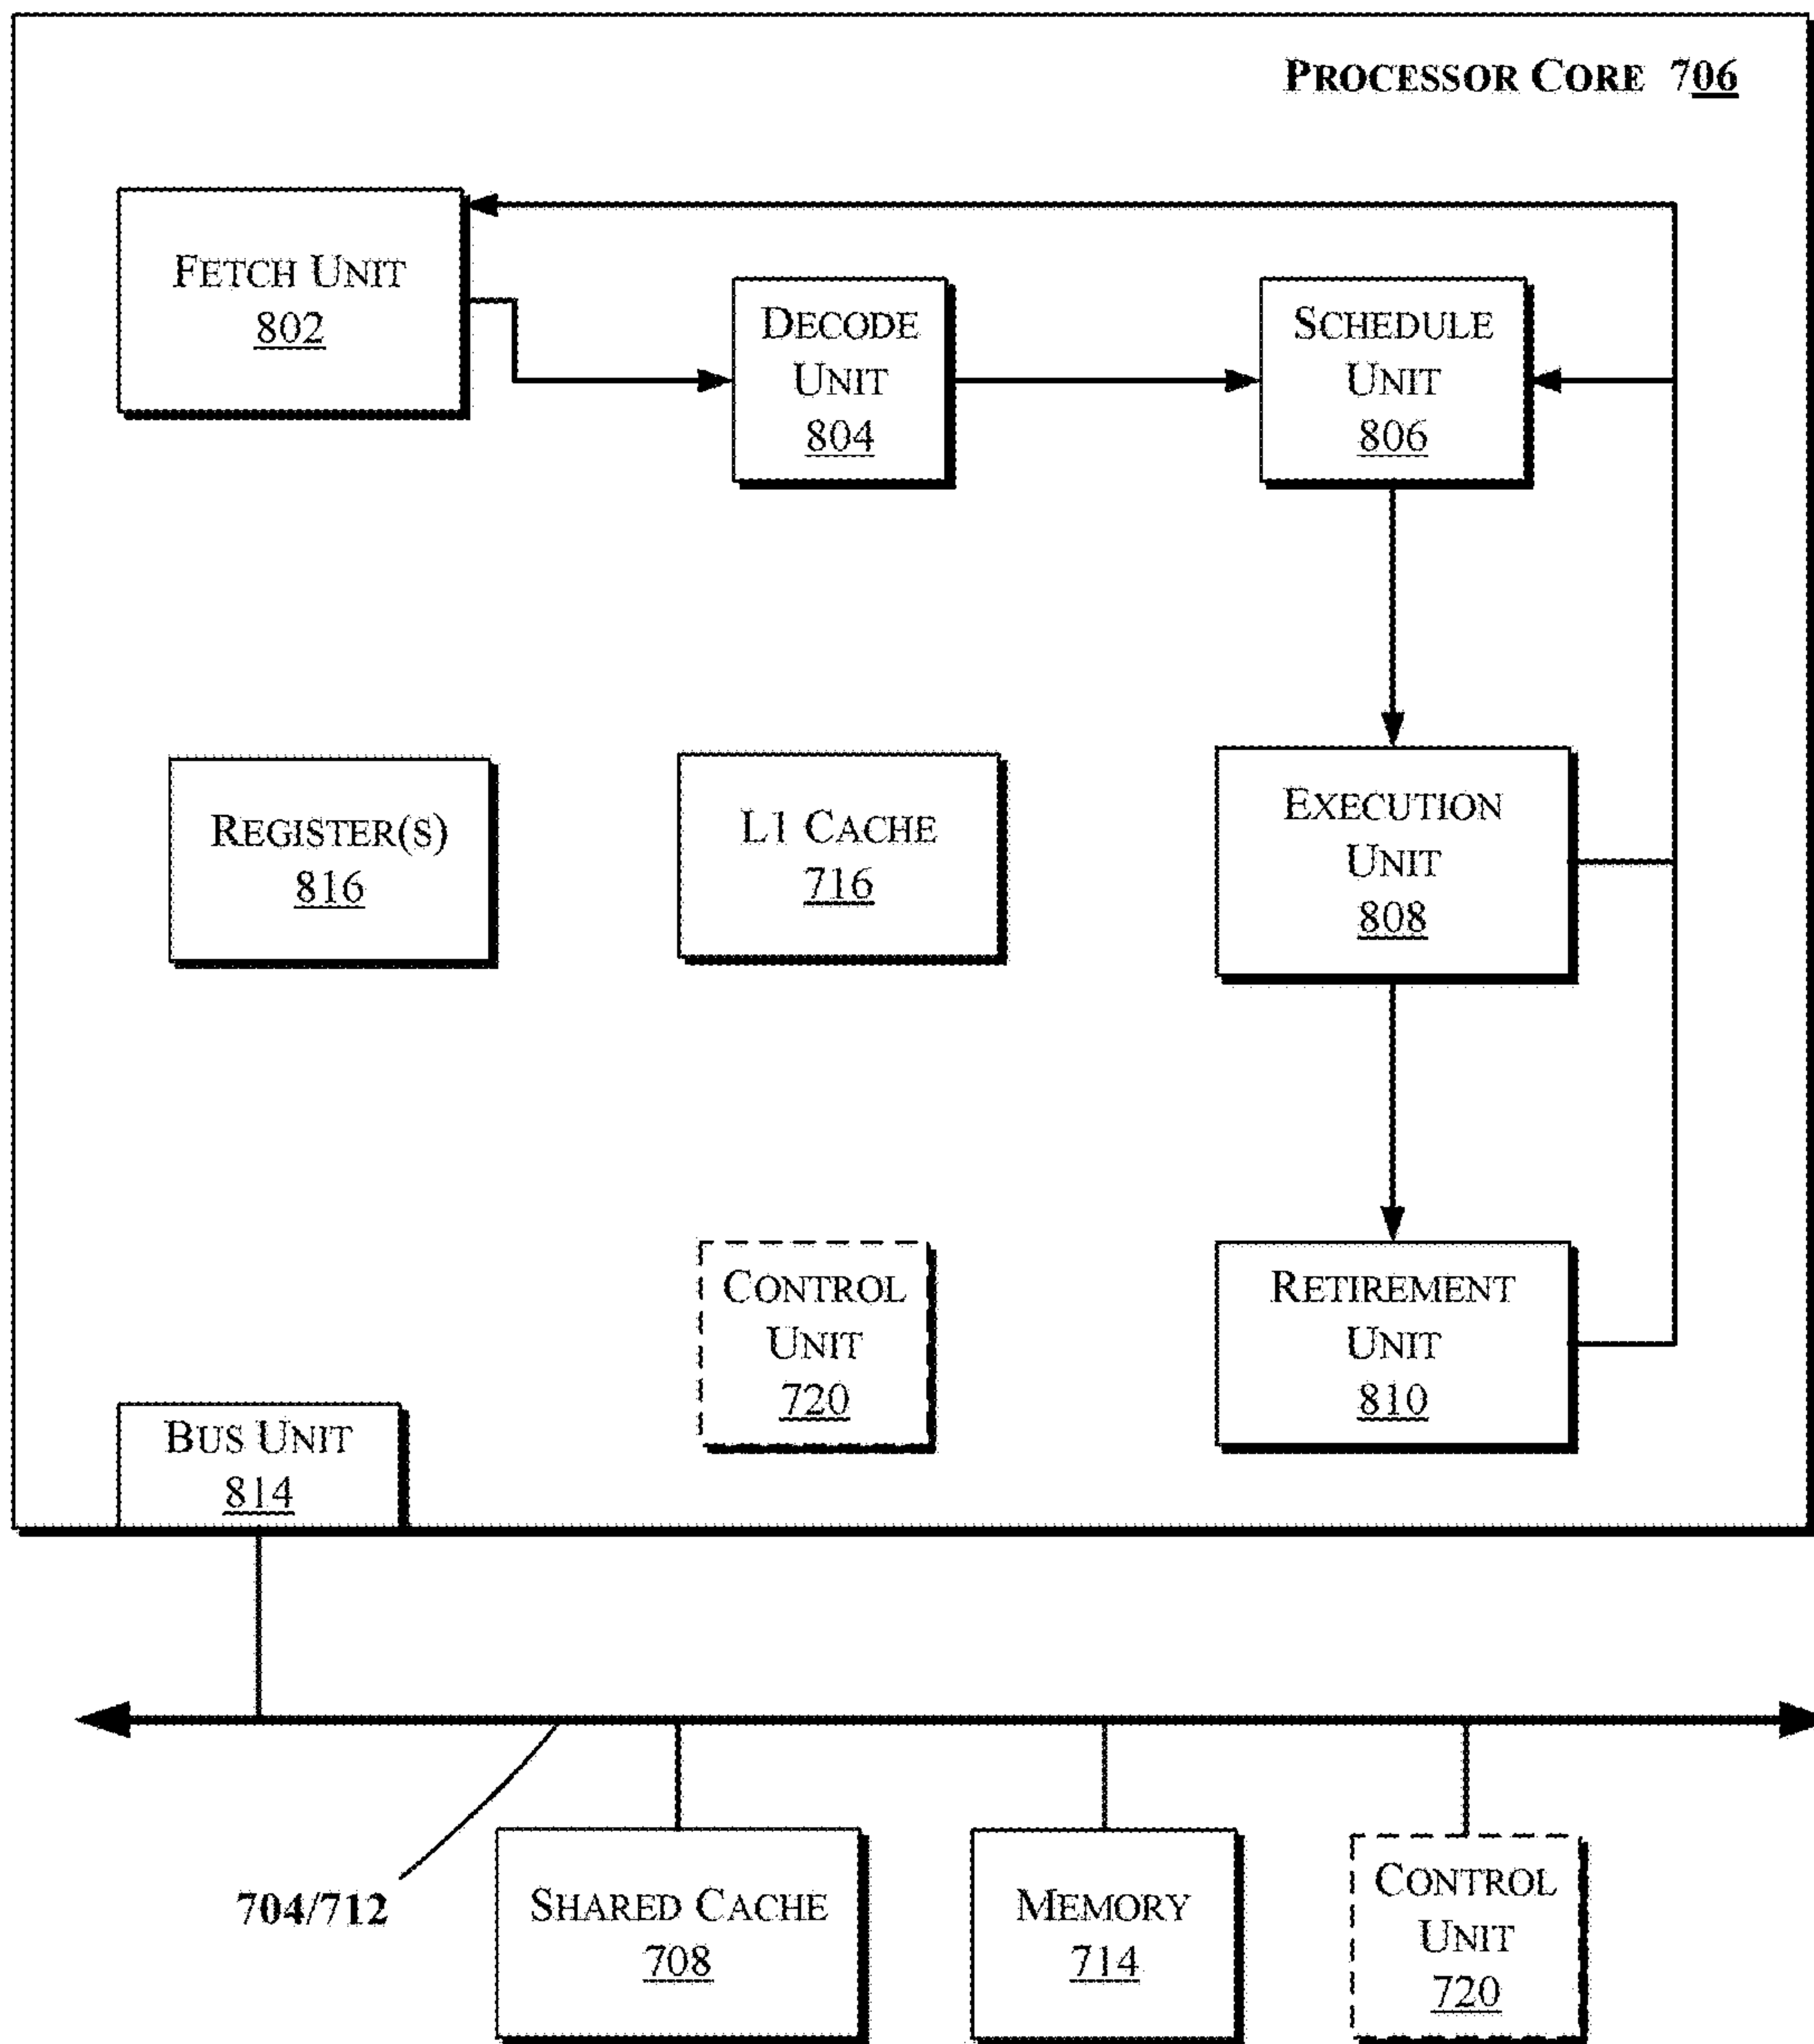 PROCESSOR CORE 706
FETCH UNIT
802
DECODE
UNIT
804
SCHEDULE
UNIT
806
REGISTER(S)
816
L1 CACHE
716
EXECUTION
UNIT
808
CONTROL
UNIT
720
RETIREMENT
UNIT
810
BUS UNIT
814
704/712
SHARED CACHE
708
MEMORY
714
CONTROL
UNIT
720